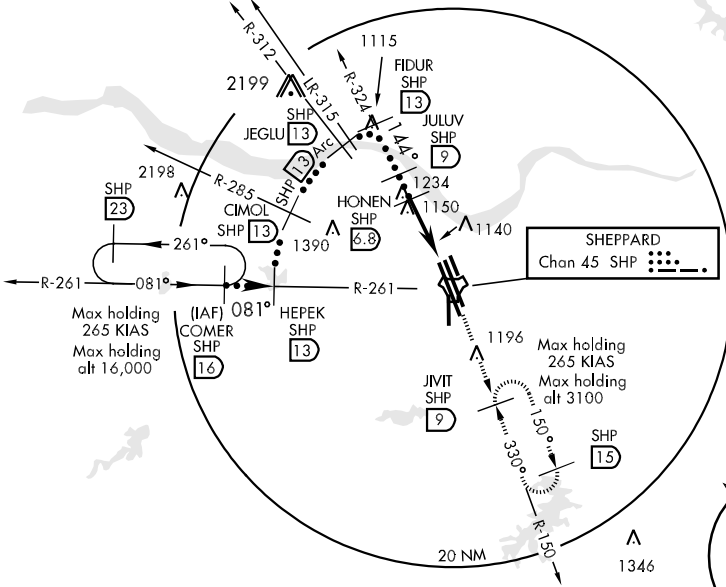 R-312
LR-315
2199
1115
R-324
FIDUR
SHP
13
144°
JULUV
SHP
9
SHP
JEGLU 13
SHP 13 Arc
2198
R-285
SHP
23
CIMOL
SHP 13
1390
HONEN
SHP
6.8
1234
1150
1140
SHEPPARD
Chan 45 SHP
261°
R-261
081°
081°
R-261
Max holding
265 KIAS
Max holding
alt 16,000
(IAF)
COMER
SHP
16
HEPEK
SHP
13
1196
Max holding
265 KIAS
Max holding
alt 3100
JIVIT
SHP
9
150°
330°
SHP
15
R-150
20 NM
1346